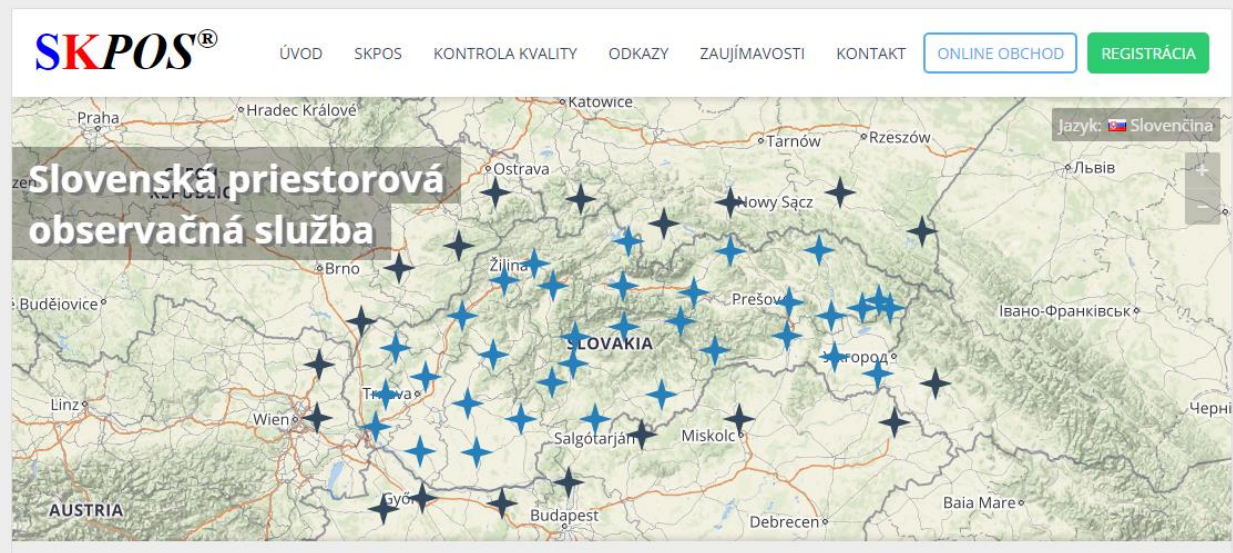 SKPOS®
ÚVOD SKPOS KONTROLA KVALITY ODKAZY ZAUJÍMAVOSTI KONTAKT ONLINE OBCHOD REGISTRÁCIA
Jazyk: Slovenčina
+
−
Slovenská priestorová
observačná služba
Praha
Hradec Králové
Katowice
Tarnów
Rzeszów
Львів
Ostrava
Nowy Sącz
Brno
Žilina
Budějovice
Prešov
Івано-Франківськ
SLOVAKIA
Ужгород
Linz
Trnava
Wien
Черні
Salgótarján
Miskolc
Győr
AUSTRIA
Budapest
Debrecen
Baia Mare